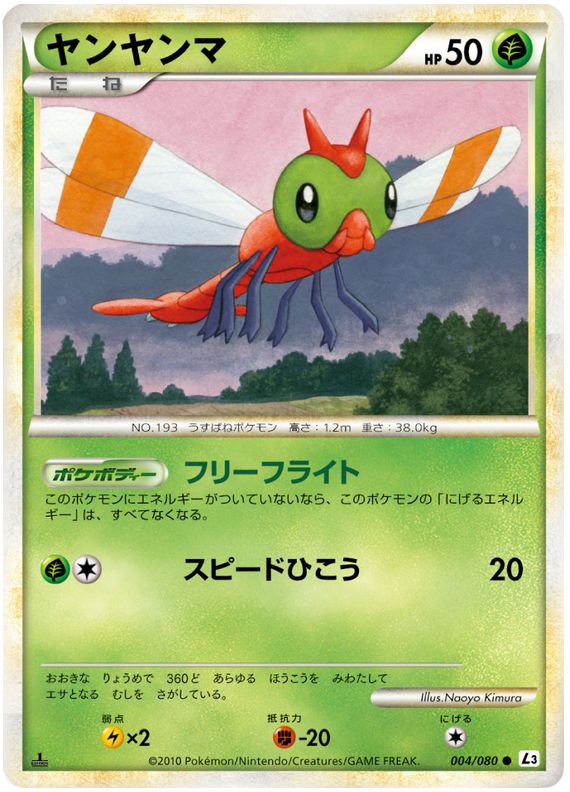 ヤンヤンマ
HP50
たね
NO.193 うすばねポケモン 高さ:1.2m 重さ:38.0kg
ポケボディー フリーフライト
このポケモンにエネルギーがついていないなら、このポケモンの「にげるエネル
ギー」は、すべてなくなる。
スピードひこう 20
おおきな りょうめで 360ど あらゆる ほうこうを みわたして
エサとなる むしを さがしている。
Illus.Naoyo Kimura
弱点 抵抗力 にげる
×2 -20
1 EDITION ©2010 Pokémon/Nintendo/Creatures/GAME FREAK. 004/080 ● L3